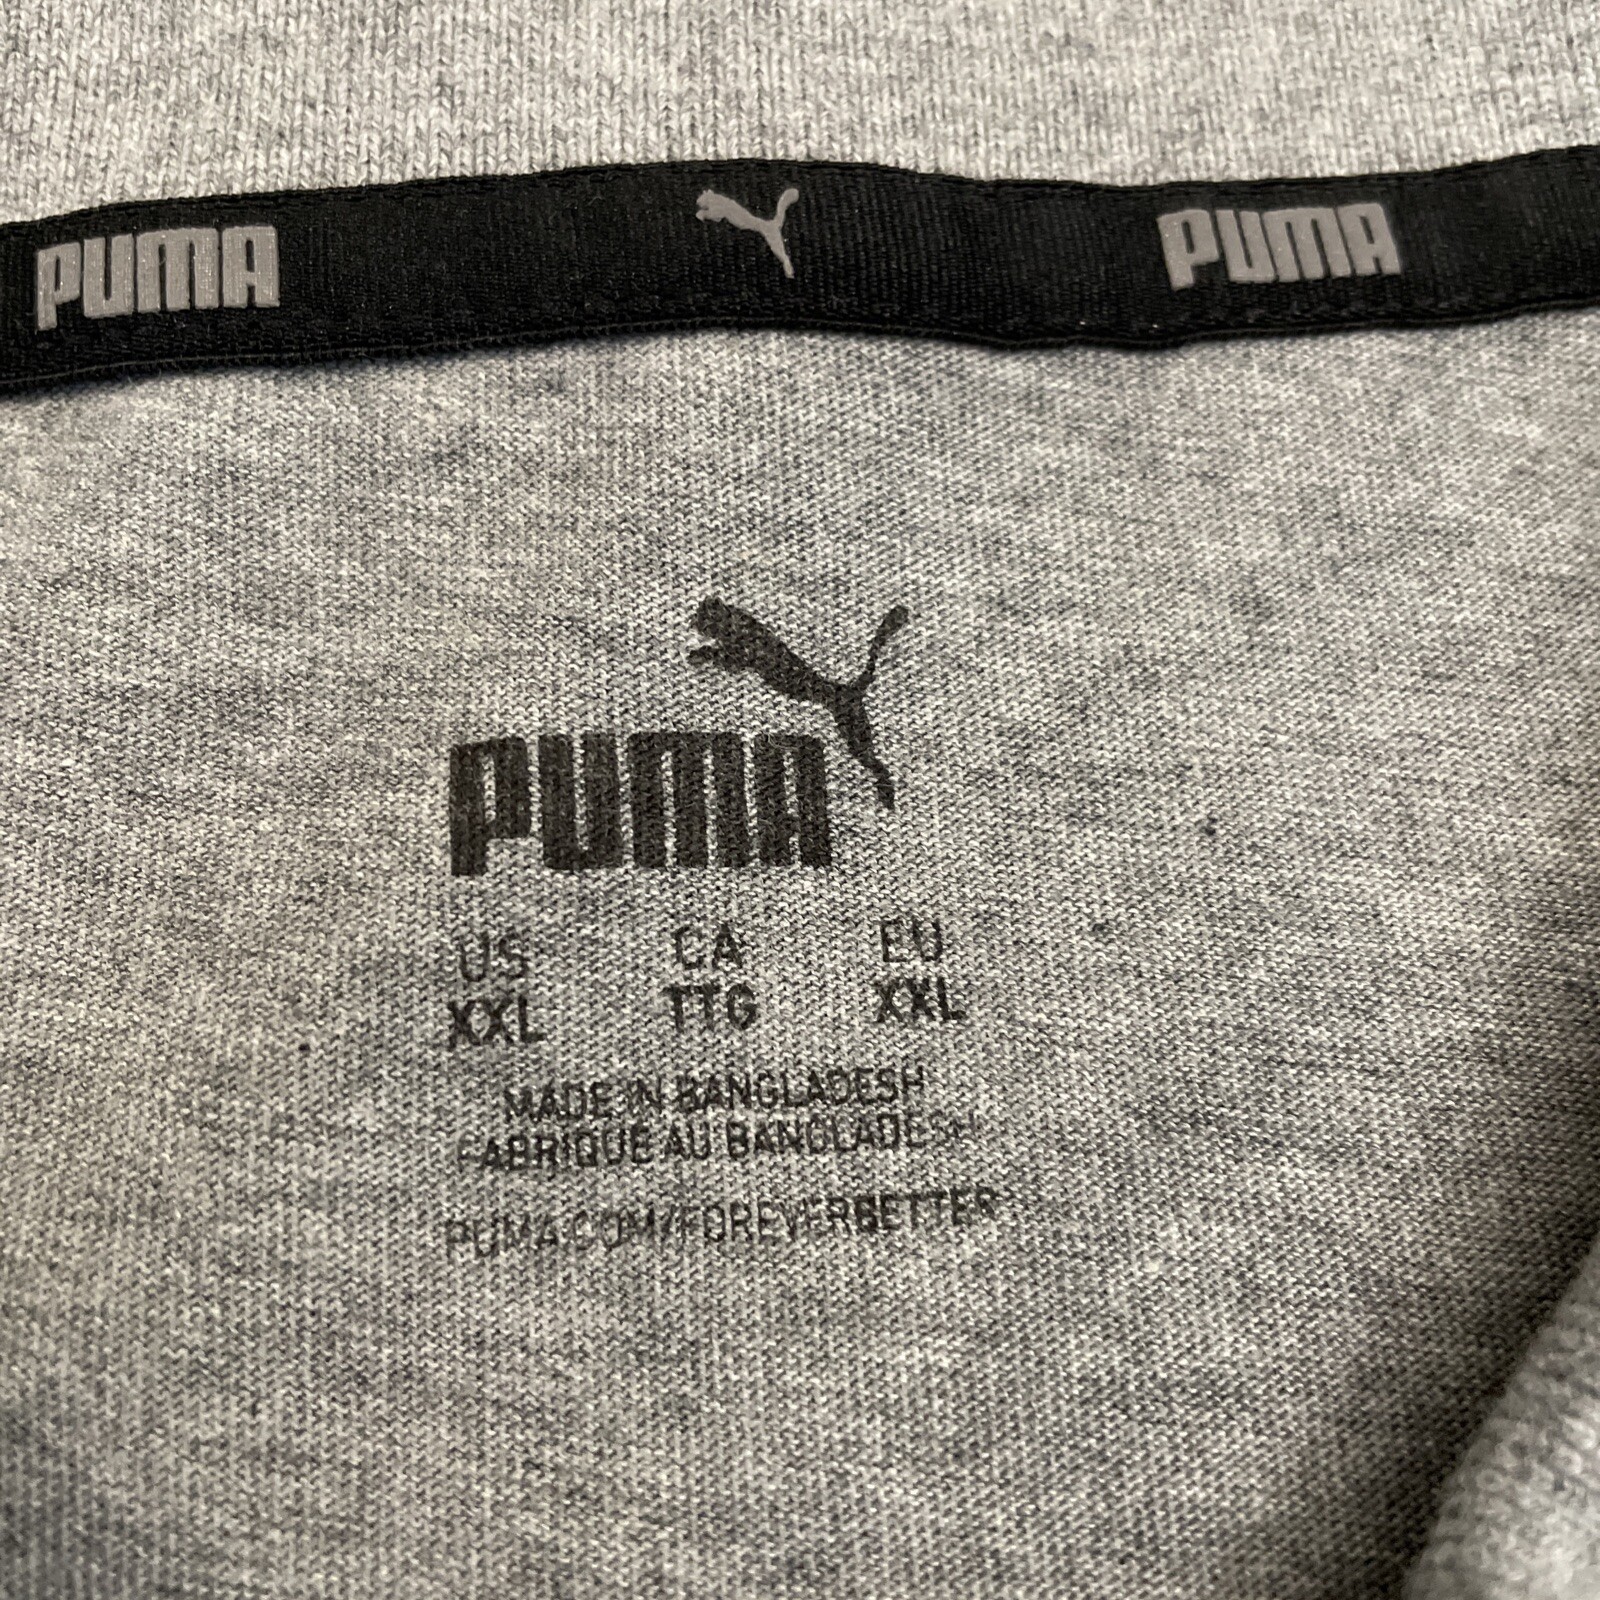 PUMA PUMA
PUMA
US CA EU
XXL TTG XXL
MADE IN BANGLADESH
FABRIQUE AU BANGLADESH
PUMA.COM/FOREVERBETTER